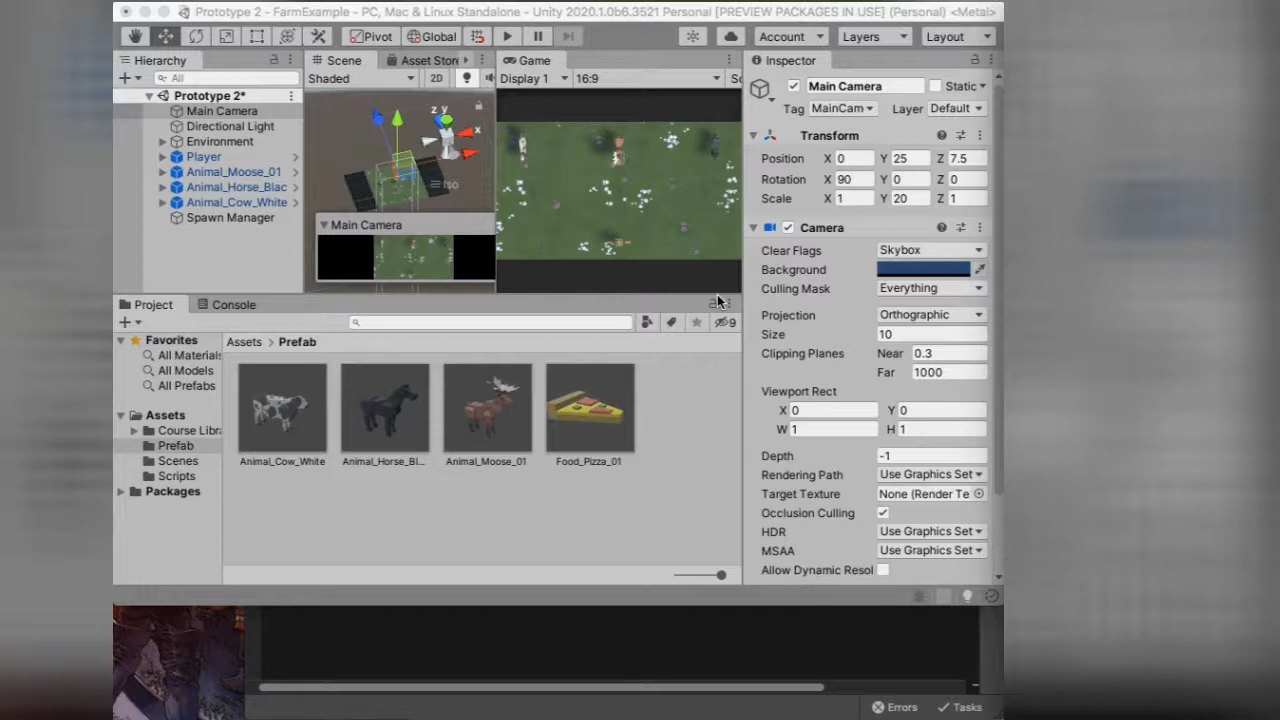 Prototype 2 - FarmExample - PC, Mac & Linux Standalone - Unity 2020.1.0b6.3521 Personal [PREVIEW PACKAGES IN USE] (Personal) <Metal>
Pivot Global Account Layers Layout
Hierarchy
All
Prototype 2*
Main Camera
Directional Light
Environment
Player
Animal_Moose_01
Animal_Horse_Blac
Animal_Cow_White
Spawn Manager
Scene Asset Store
Shaded 2D
z y
x
Iso
Main Camera
Game
Display 1 16:9 Sc
Inspector
Main Camera Static
Tag MainCam Layer Default
Transform
Position X 0 Y 25 Z 7.5
Rotation X 90 Y 0 Z 0
Scale X 1 Y 20 Z 1
Camera
Clear Flags Skybox
Background
Culling Mask Everything
Projection Orthographic
Size 10
Clipping Planes Near 0.3
Far 1000
Viewport Rect
X 0 Y 0
W 1 H 1
Depth -1
Rendering Path Use Graphics Set
Target Texture None (Render Te
Occlusion Culling
HDR Use Graphics Set
MSAA Use Graphics Set
Allow Dynamic Resol
Project Console
9
Favorites
All Materials
All Models
All Prefabs
Assets
Course Libra
Prefab
Scenes
Scripts
Packages
Assets > Prefab
Animal_Cow_White Animal_Horse_Bl... Animal_Moose_01 Food_Pizza_01
Errors Tasks